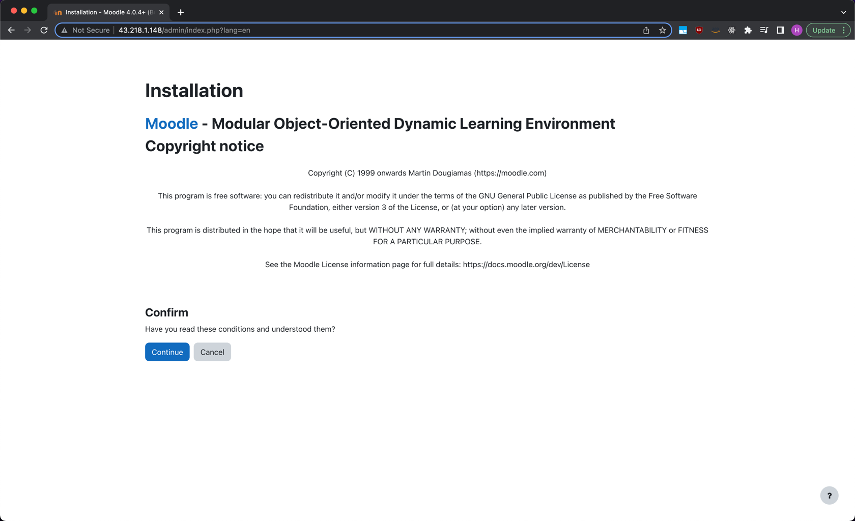 Installation - Moodle 4.0.4+ (B
Not Secure
43.218.1.148/admin/index.php?lang=en
H
Update
Installation
Moodle - Modular Object-Oriented Dynamic Learning Environment
Copyright notice
Copyright (C) 1999 onwards Martin Dougiamas (https://moodle.com)
This program is free software: you can redistribute it and/or modify it under the terms of the GNU General Public License as published by the Free Software
Foundation, either version 3 of the License, or (at your option) any later version.
This program is distributed in the hope that it will be useful, but WITHOUT ANY WARRANTY; without even the implied warranty of MERCHANTABILITY or FITNESS
FOR A PARTICULAR PURPOSE.
See the Moodle License information page for full details: https://docs.moodle.org/dev/License
Confirm
Have you read these conditions and understood them?
Continue
Cancel
?